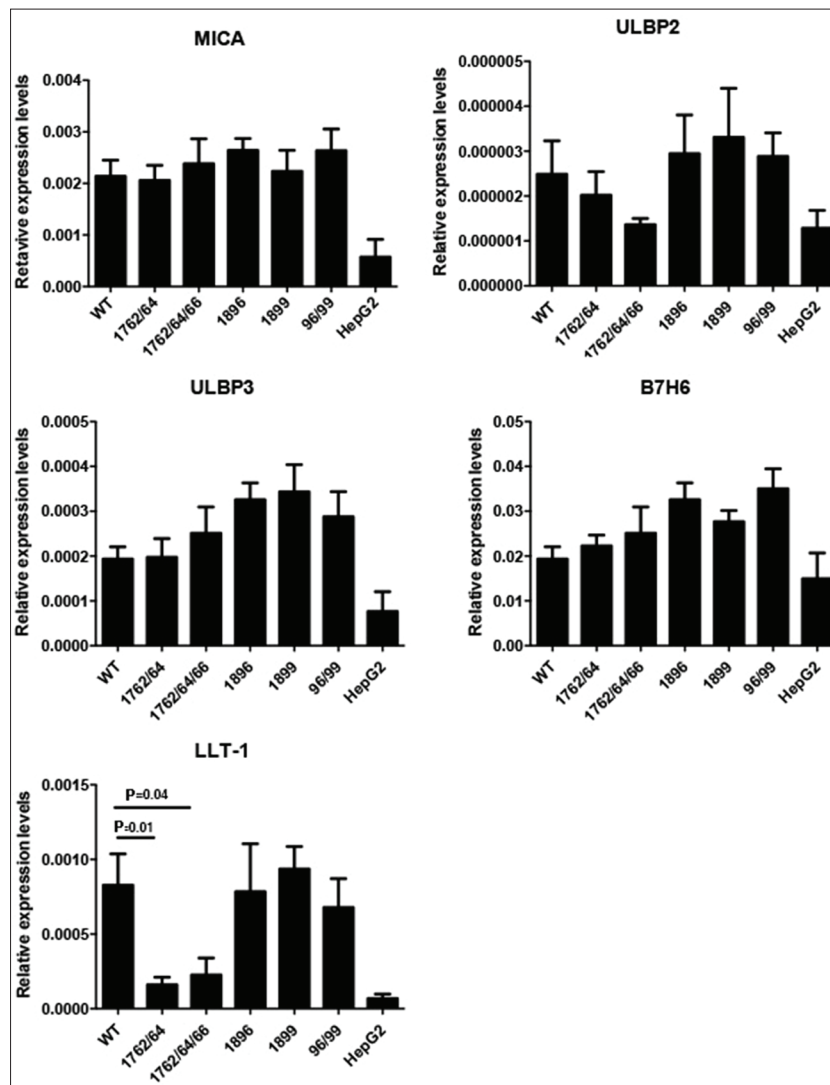 MICA
Retavive expression levels
0.004
0.003
0.002
0.001
0.000
WT
1762/64
1762/64/66
1896
1899
96/99
HepG2
ULBP2
Relative expression levels
0.000005
0.000004
0.000003
0.000002
0.000001
0.000000
WT
1762/64
1762/64/66
1896
1899
96/99
HepG2
ULBP3
Relative expression levels
0.0005
0.0004
0.0003
0.0002
0.0001
0.0000
WT
1762/64
1762/64/66
1896
1899
96/99
HepG2
B7H6
Relative expression levels
0.05
0.04
0.03
0.02
0.01
0.00
WT
1762/64
1762/64/66
1896
1899
96/99
HepG2
LLT-1
Relative expression levels
0.0015
0.0010
0.0005
0.0000
P=0.04
P=0.01
WT
1762/64
1762/64/66
1896
1899
96/99
HepG2